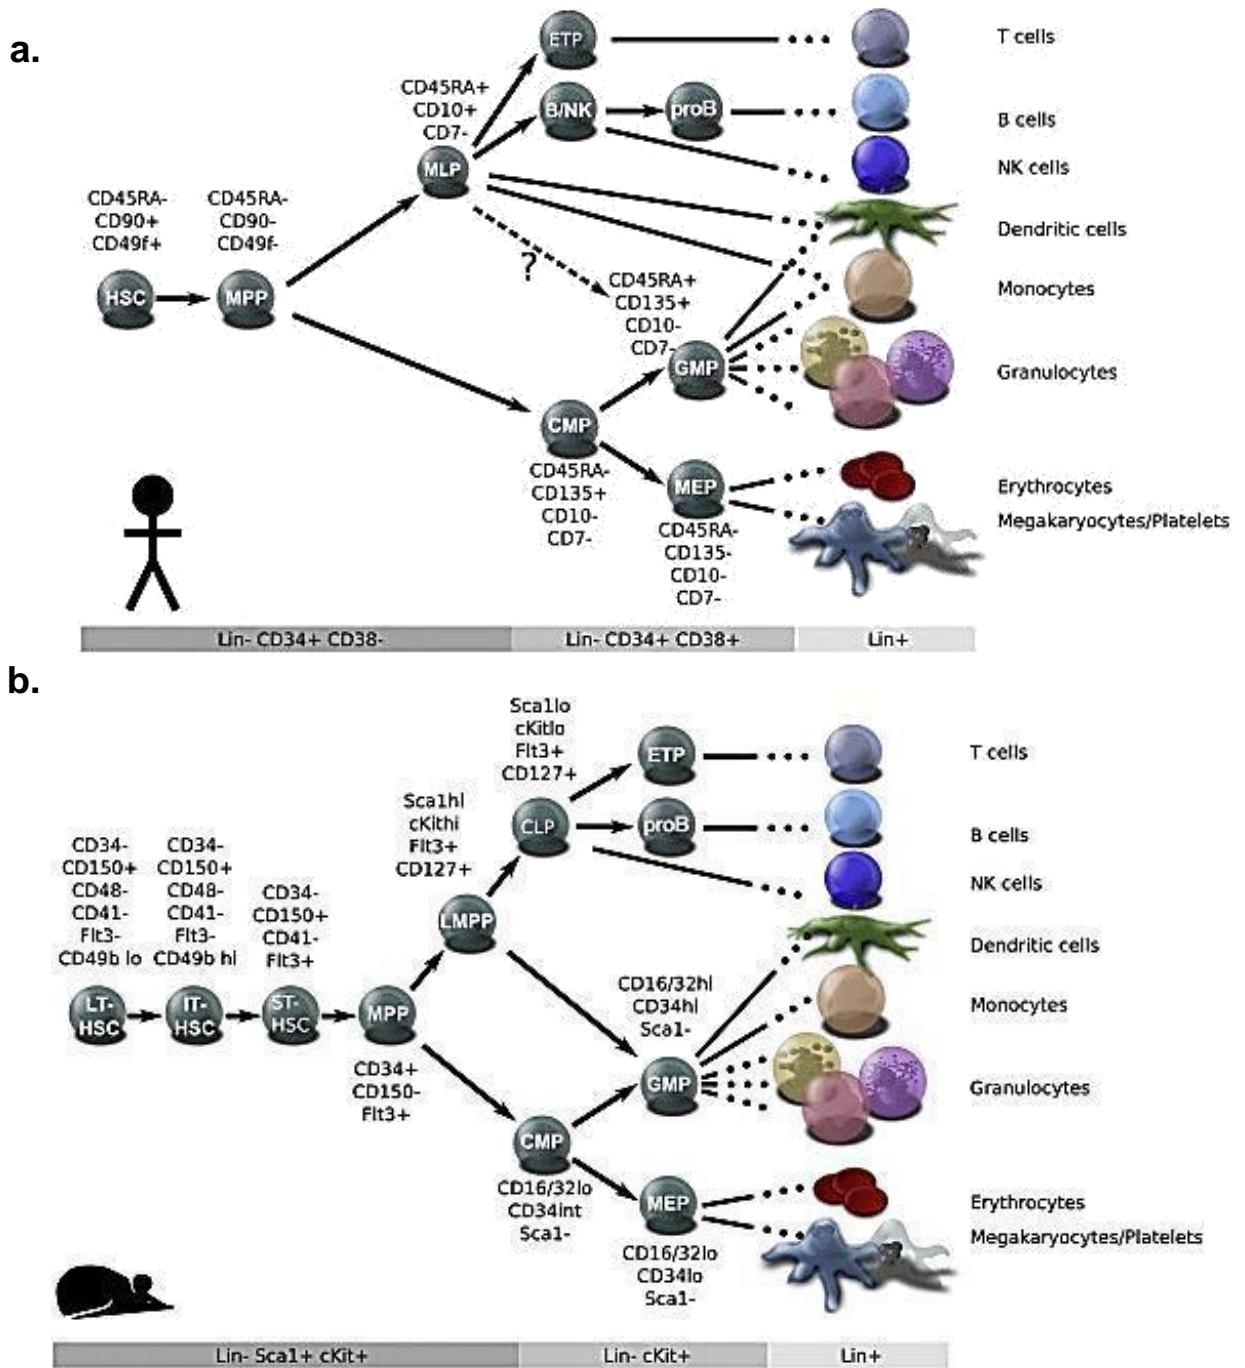 a.
ETP
T cells
CD45RA+
CD10+
CD7-
B/NK
proB
B cells
MLP
NK cells
CD45RA-
CD90+
CD49f+
CD45RA-
CD90-
CD49f-
Dendritic cells
?
HSC
MPP
CD45RA+
CD135+
CD10-
CD7-
Monocytes
GMP
Granulocytes
CMP
CD45RA-
CD135+
CD10-
CD7-
MEP
CD45RA-
CD135-
CD10-
CD7-
Erythrocytes
Megakaryocytes/Platelets
Lin- CD34+ CD38-
Lin- CD34+ CD38+
Lin+
b.
Sca1lo
cKitlo
Flt3+
CD127+
ETP
T cells
Sca1hi
cKithi
Flt3+
CD127+
CLP
proB
B cells
CD34-
CD150+
CD48-
CD41-
Flt3-
CD49b lo
CD34-
CD150+
CD48-
CD41-
Flt3-
CD49b hi
CD34-
CD150+
CD41-
Flt3+
NK cells
LMPP
Dendritic cells
LT-
HSC
IT-
HSC
ST-
HSC
MPP
CD34+
CD150-
Flt3+
CD16/32hi
CD34hi
Sca1-
Monocytes
GMP
Granulocytes
CMP
CD16/32lo
CD34int
Sca1-
MEP
CD16/32lo
CD34lo
Sca1-
Erythrocytes
Megakaryocytes/Platelets
Lin- Sca1+ cKit+
Lin- cKit+
Lin+